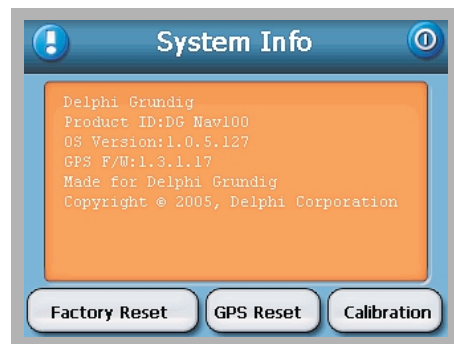 System Info
Delphi Grundig
Product ID:DG Nav100
OS Version:1.0.5.127
GPS F/W:1.3.1.17
Made for Delphi Grundig
Copyright © 2005, Delphi Corporation
Factory Reset
GPS Reset
Calibration